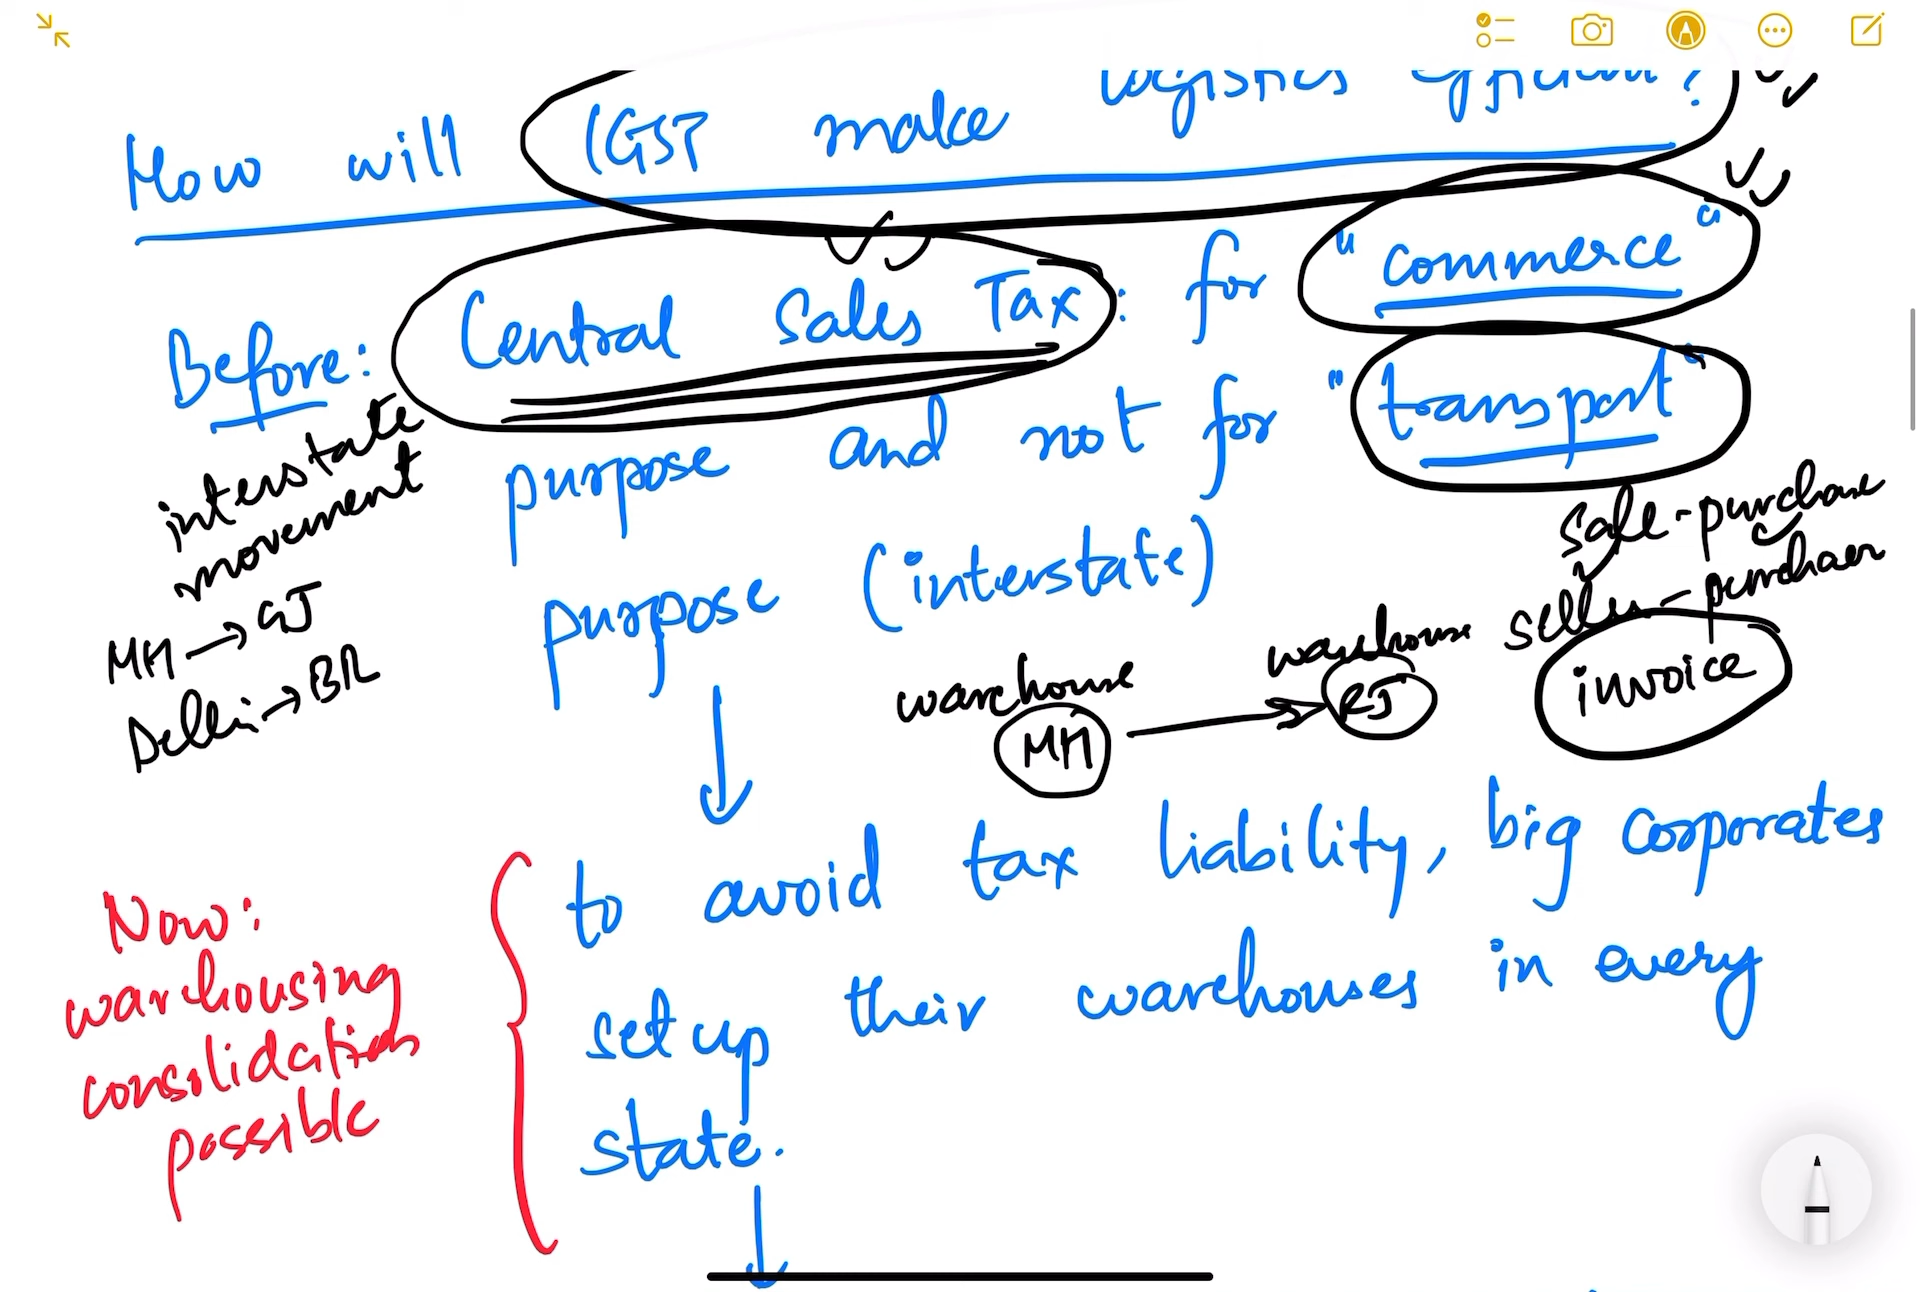 How will IGST make logistics efficient?
Before: Central Sales Tax: for "commerce"
purpose and not for "transport"
purpose (interstate)
interstate
movement
MH → GJ
Delhi → BR
sale-purchase
seller-purchaser
invoice
warehouse
MH →
warehouse
RJ
to avoid tax liability, big corporates
set up their warehouses in every
state.
Now:
warehousing
consolidation
possible